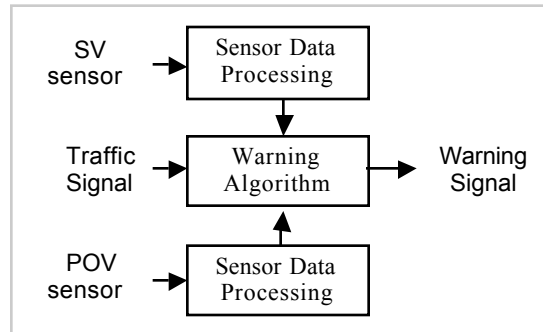 SV
sensor
Sensor Data
Processing
Traffic
Signal
Warning
Algorithm
Warning
Signal
POV
sensor
Sensor Data
Processing